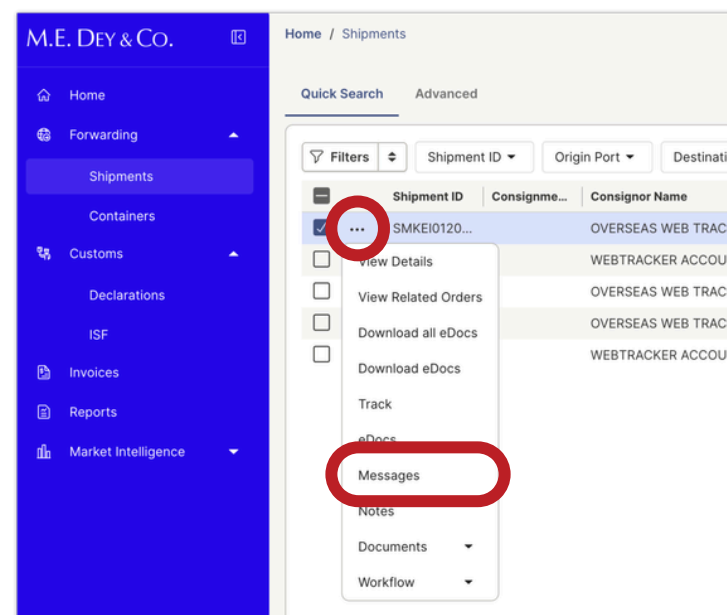 M.E. DEY & CO.
Home / Shipments
Home
Quick Search Advanced
Forwarding
Filters Shipment ID Origin Port Destinati
Shipments
Shipment ID Consignme... Consignor Name
Containers
SMKEI0120... OVERSEAS WEB TRAC
Customs
View Details WEBTRACKER ACCOU
Declarations
View Related Orders OVERSEAS WEB TRAC
ISF
Download all eDocs OVERSEAS WEB TRAC
Invoices
Download eDocs WEBTRACKER ACCOU
Reports
Track
Market Intelligence
eDocs
Messages
Notes
Documents
Workflow